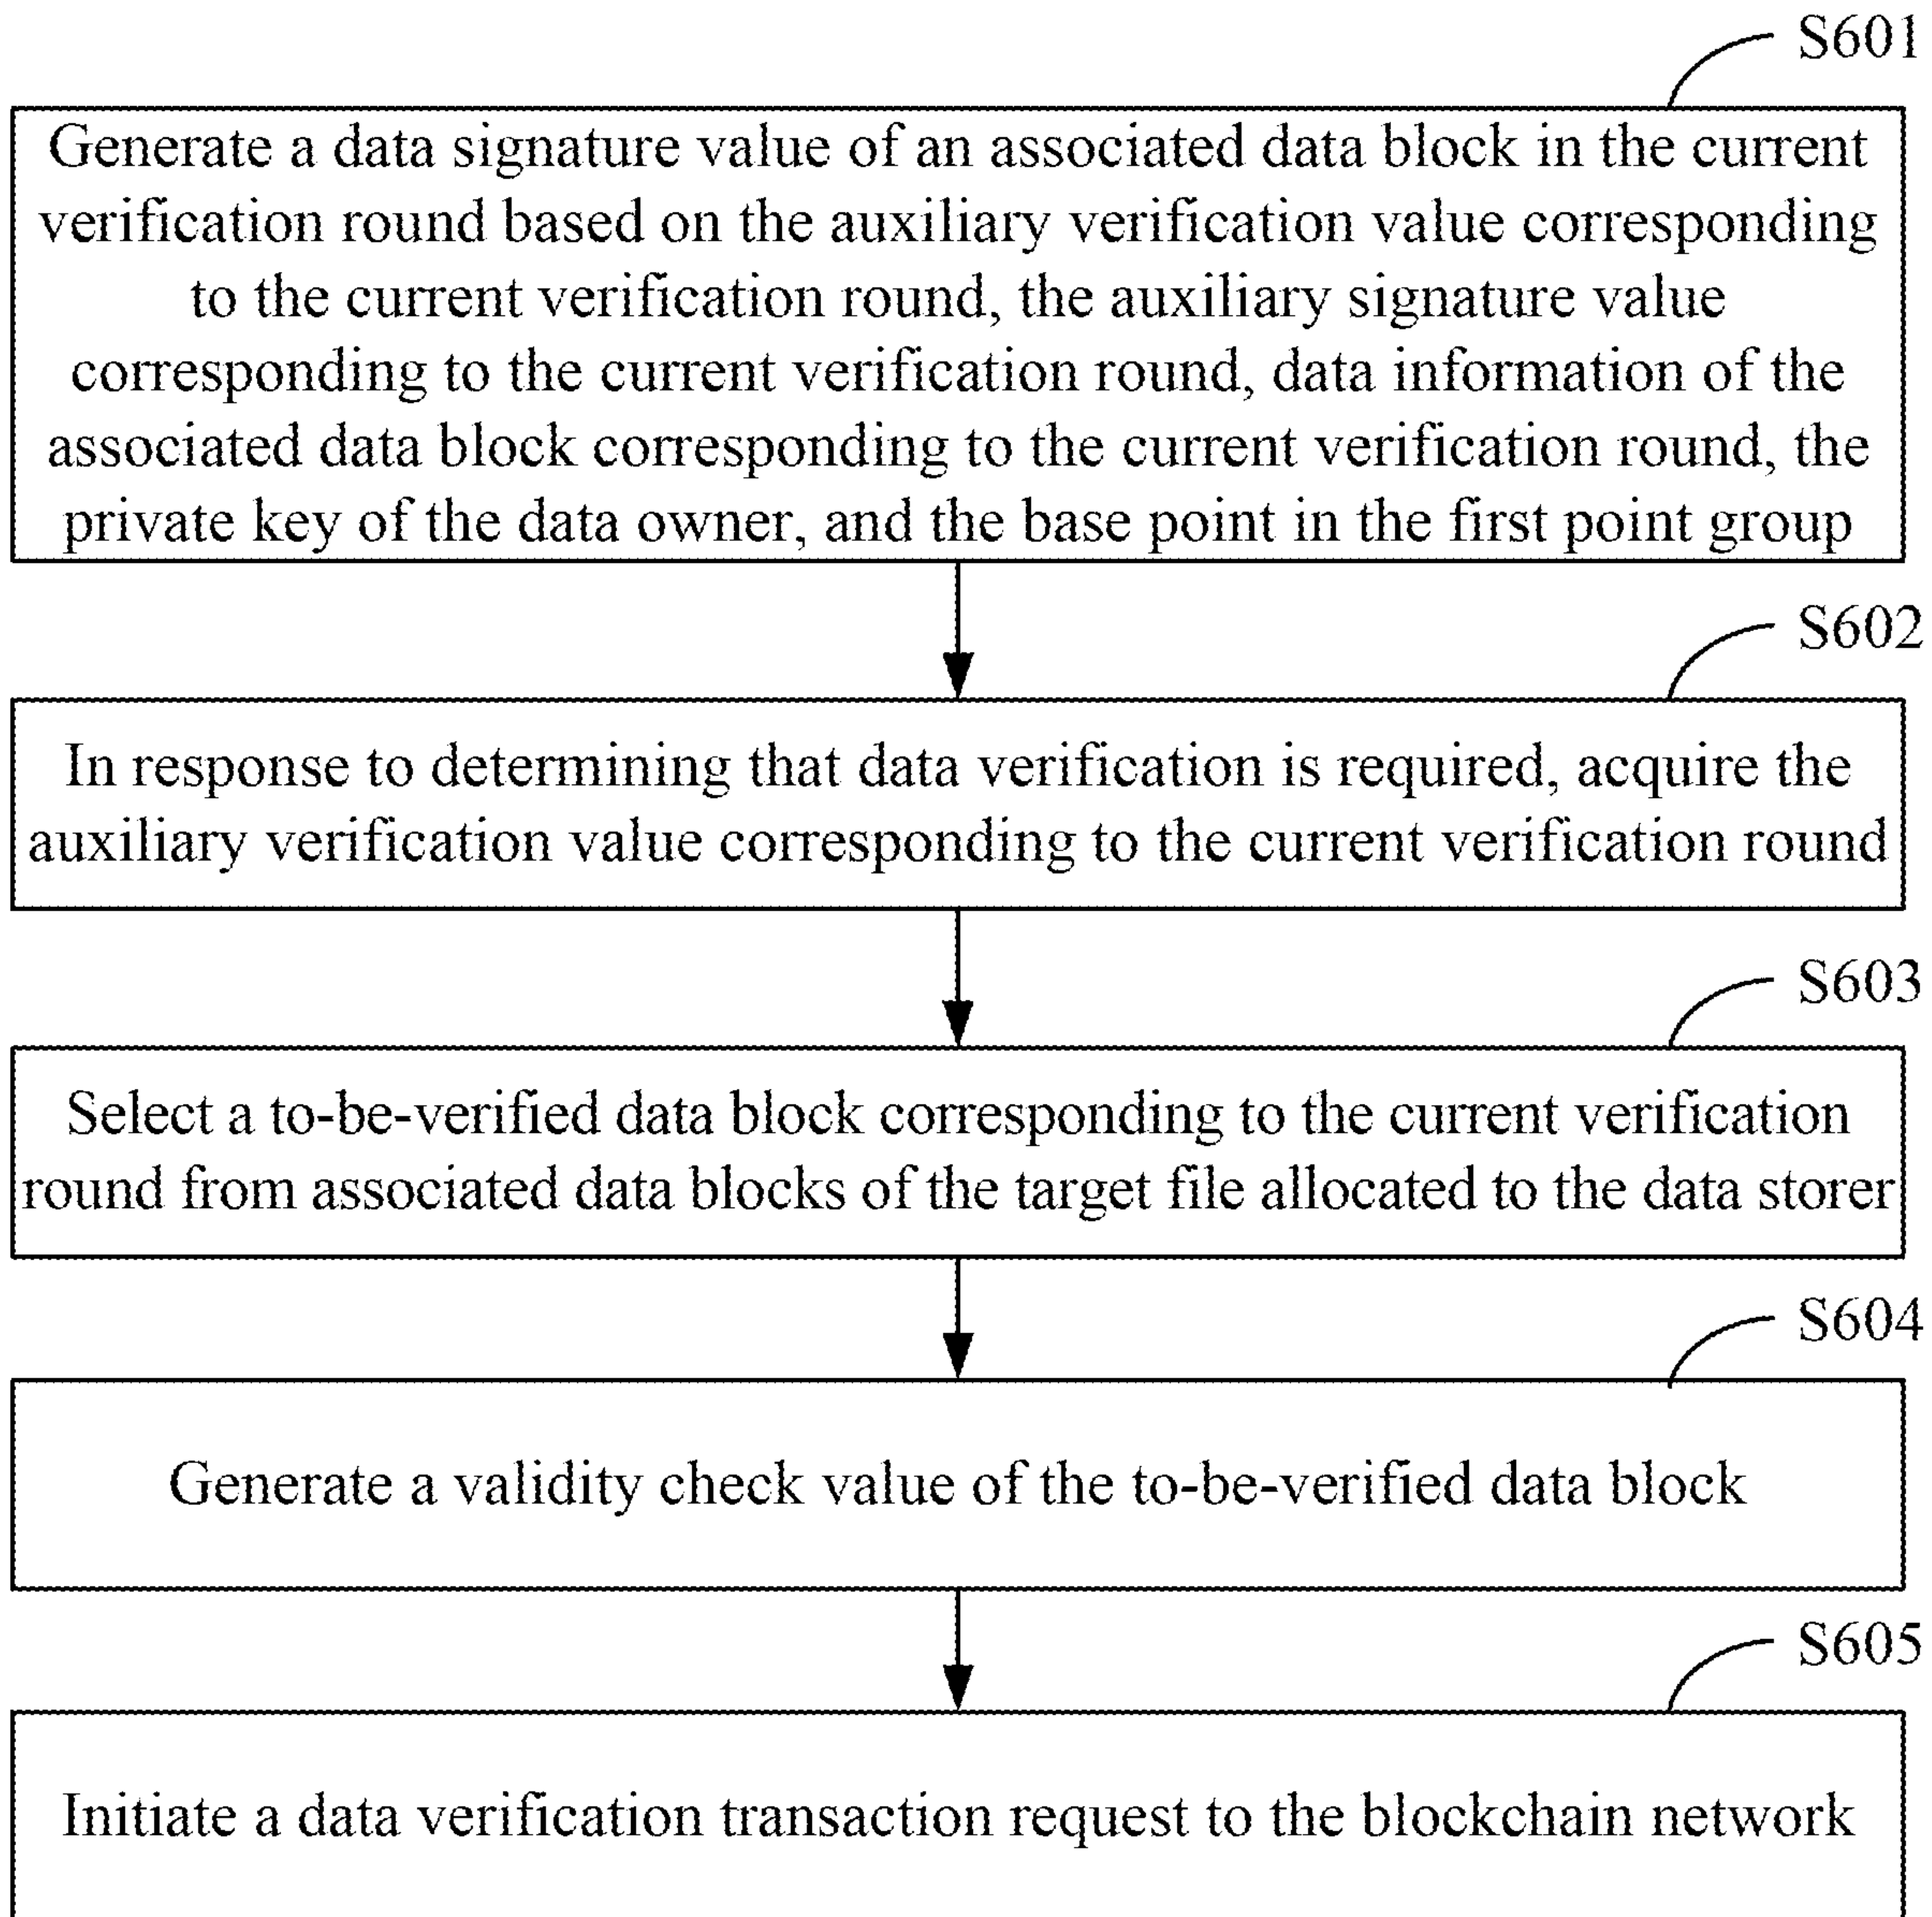 S601
Generate a data signature value of an associated data block in the current
verification round based on the auxiliary verification value corresponding
to the current verification round, the auxiliary signature value
corresponding to the current verification round, data information of the
associated data block corresponding to the current verification round, the
private key of the data owner, and the base point in the first point group
S602
In response to determining that data verification is required, acquire the
auxiliary verification value corresponding to the current verification round
S603
Select a to-be-verified data block corresponding to the current verification
round from associated data blocks of the target file allocated to the data storer
S604
Generate a validity check value of the to-be-verified data block
S605
Initiate a data verification transaction request to the blockchain network